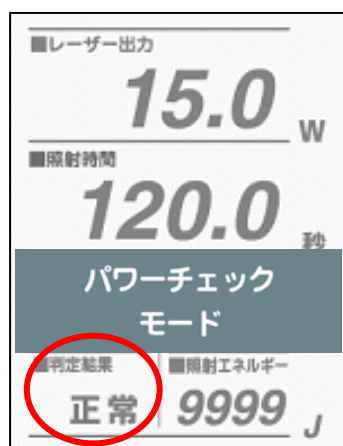 ■レーザー出力
15.0 W
■照射時間
120.0 秒
パワーチェック
モード
■判定結果 ■照射エネルギー
正常 9999 J